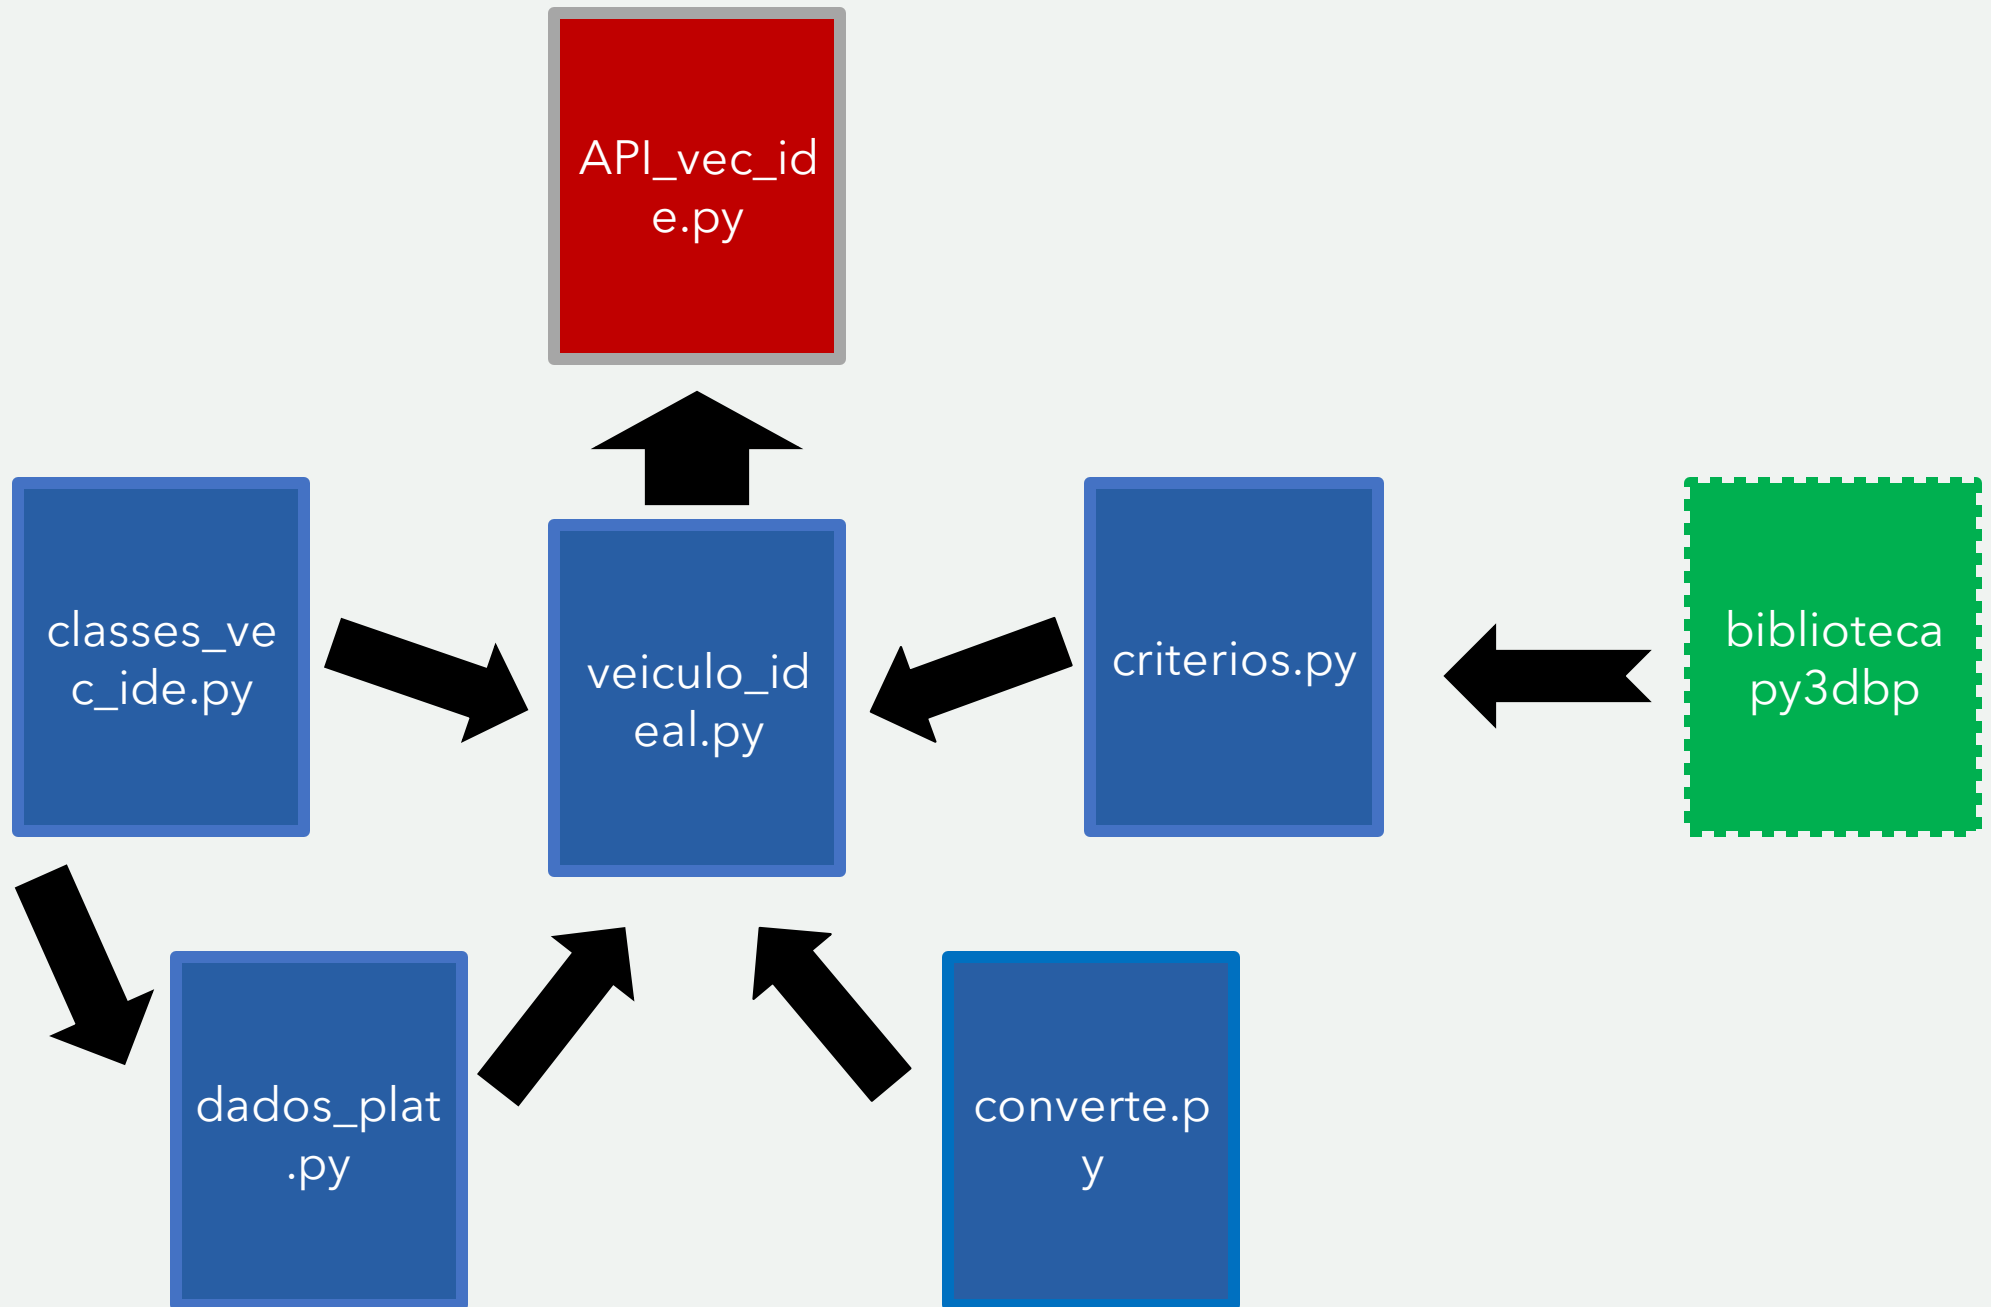 API_vec_id
e.py
classes_ve
c_ide.py
veiculo_id
eal.py
criterios.py
biblioteca
py3dbp
dados_plat
.py
converte.p
y